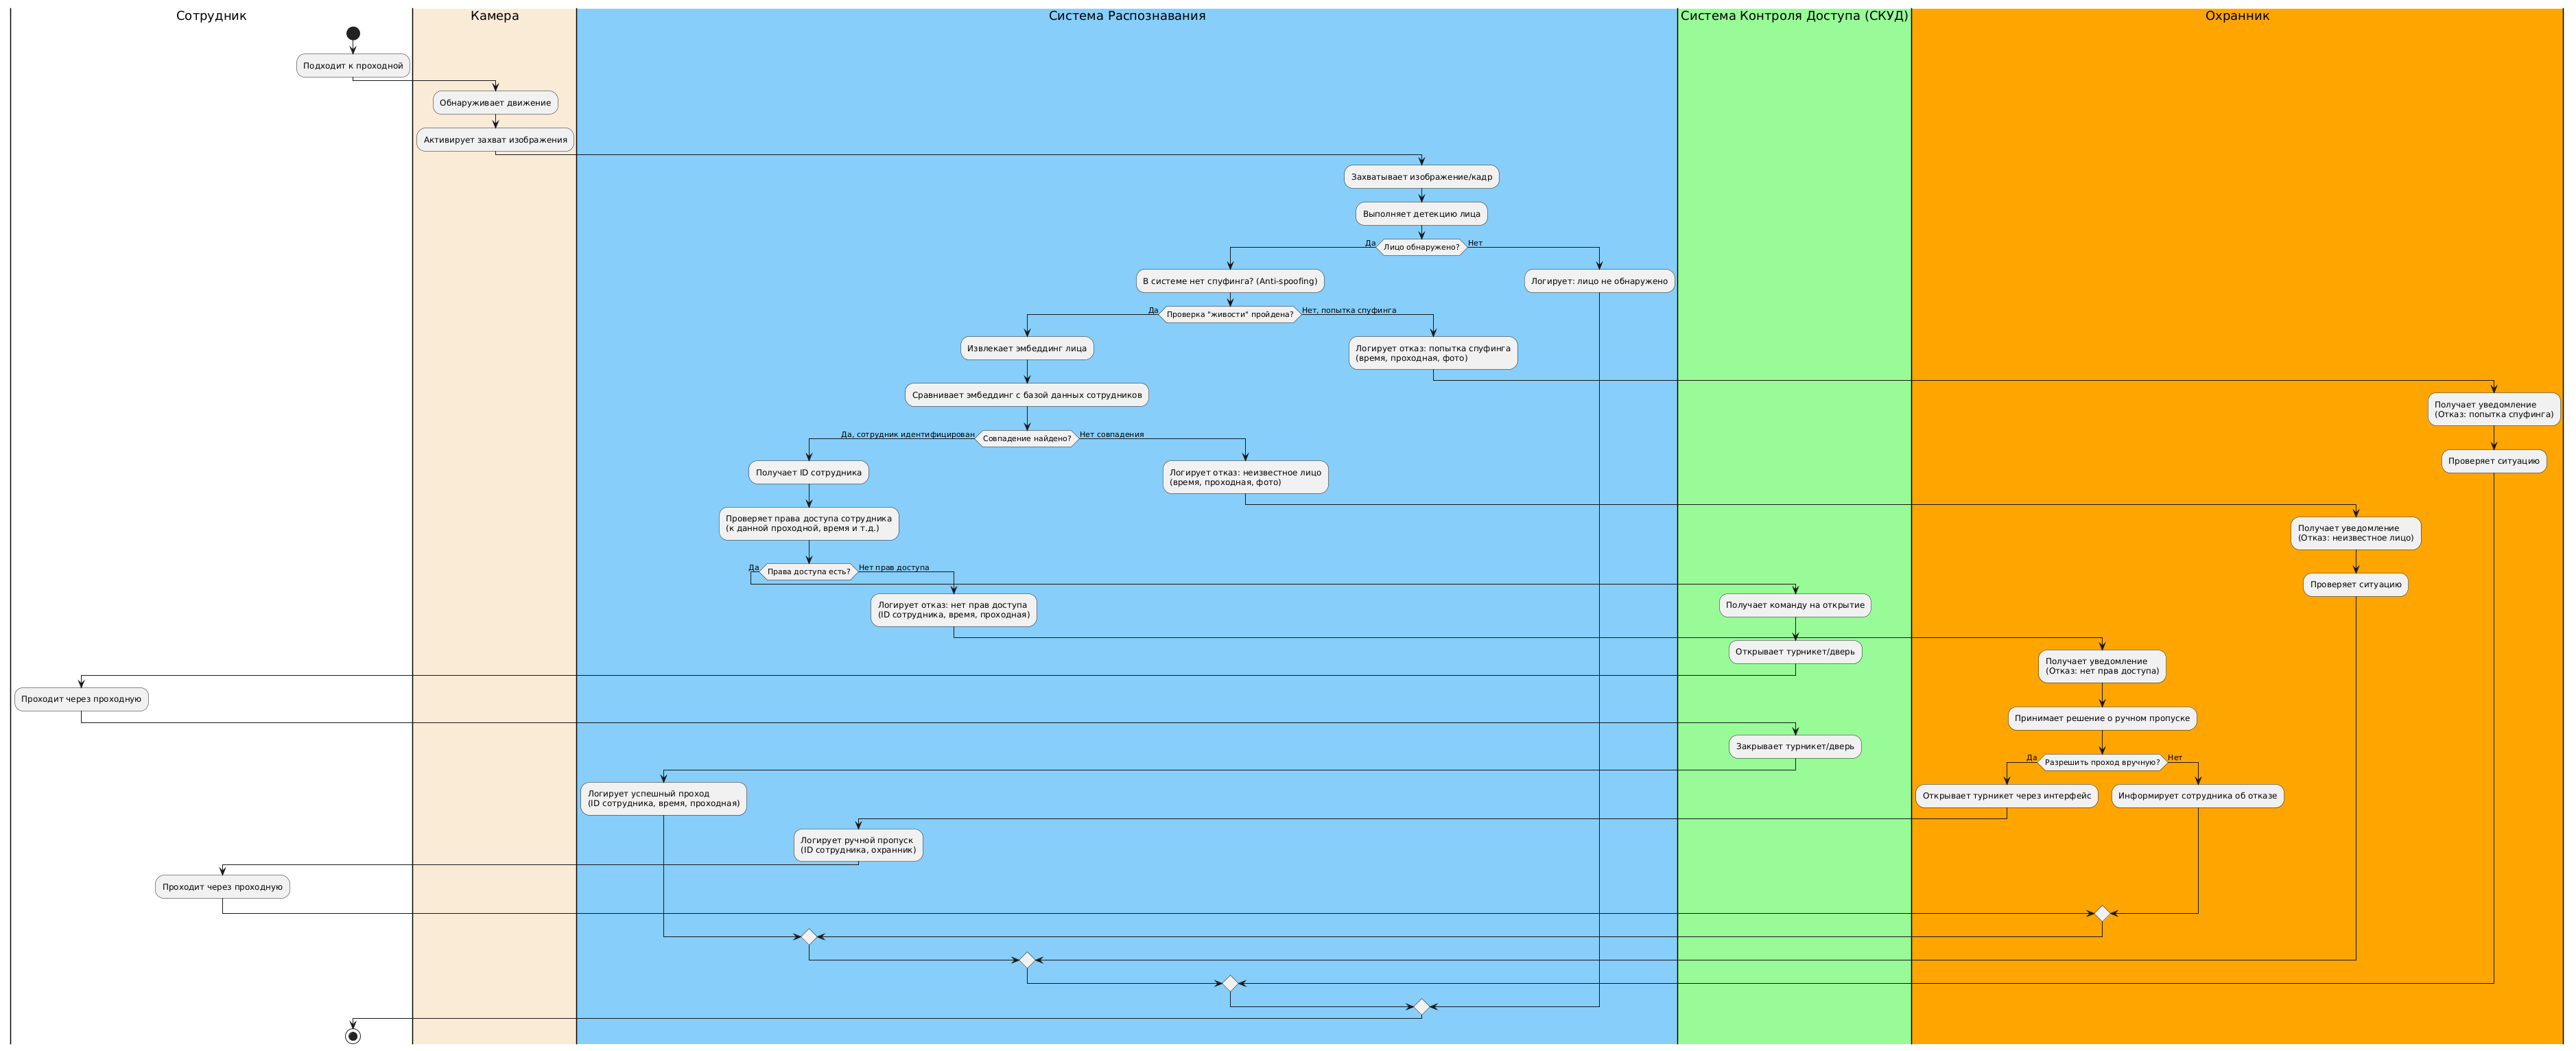 Сотрудник
Камера
Система Распознавания
Система Контроля Доступа (СКУД)
Охранник
Подходит к проходной
Обнаруживает движение
Активирует захват изображения
Захватывает изображение/кадр
Выполняет детекцию лица
Да
Лицо обнаружено?
Нет
В системе нет спуфинга? (Anti-spoofing)
Логирует: лицо не обнаружено
Да
Проверка "живости" пройдена?
Нет, попытка спуфинга
Извлекает эмбеддинг лица
Логирует отказ: попытка спуфинга
(время, проходная, фото)
Сравнивает эмбеддинг с базой данных сотрудников
Получает уведомление
(Отказ: попытка спуфинга)
Да, сотрудник идентифицирован
Совпадение найдено?
Нет совпадения
Проверяет ситуацию
Получает ID сотрудника
Логирует отказ: неизвестное лицо
(время, проходная, фото)
Проверяет права доступа сотрудника
(к данной проходной, время и т.д.)
Получает уведомление
(Отказ: неизвестное лицо)
Да
Права доступа есть?
Нет прав доступа
Проверяет ситуацию
Логирует отказ: нет прав доступа
(ID сотрудника, время, проходная)
Получает команду на открытие
Открывает турникет/дверь
Получает уведомление
(Отказ: нет прав доступа)
Проходит через проходную
Принимает решение о ручном пропуске
Закрывает турникет/дверь
Да
Разрешить проход вручную?
Нет
Логирует успешный проход
(ID сотрудника, время, проходная)
Открывает турникет через интерфейс
Информирует сотрудника об отказе
Логирует ручной пропуск
(ID сотрудника, охранник)
Проходит через проходную